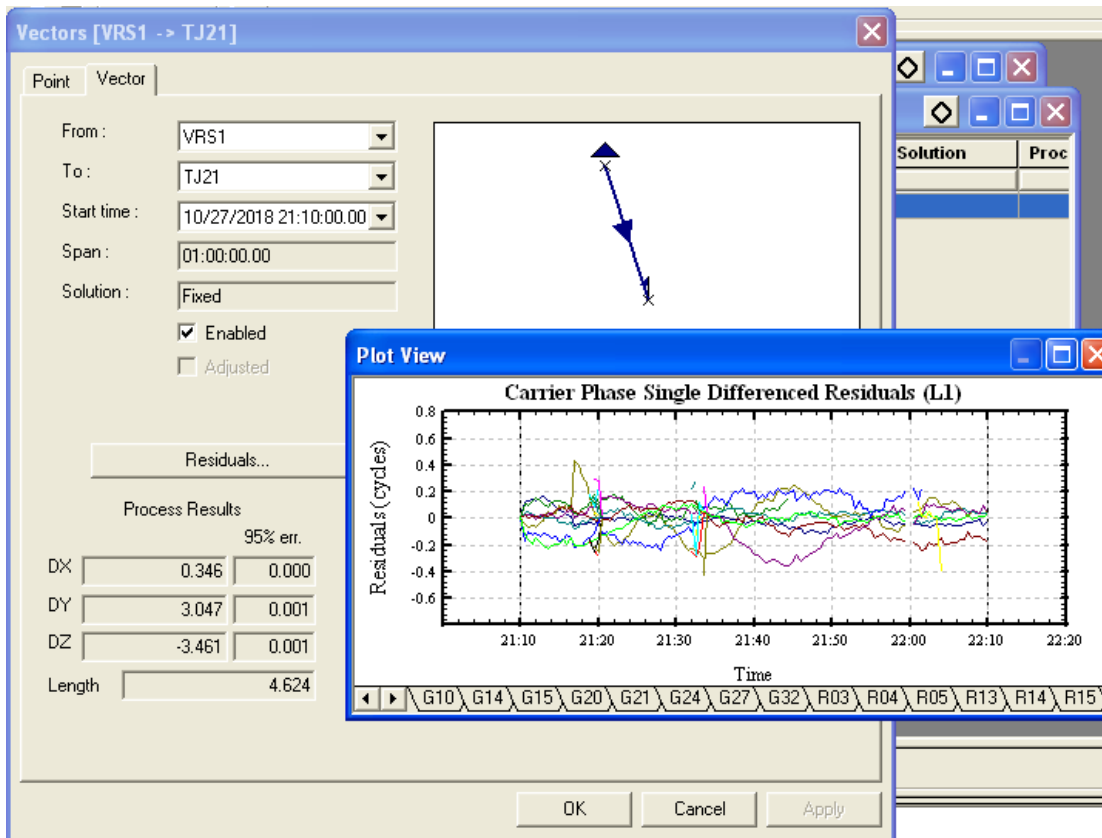 Vectors [VRS1 -> TJ21]
Point Vector
From : VRS1
To : TJ21
Start time : 10/27/2018 21:10:00.00
Span : 01:00:00.00
Solution : Fixed
Enabled
Adjusted
Residuals...
Process Results
95% err.
DX 0.346 0.000
DY 3.047 0.001
DZ -3.461 0.001
Length 4.624
Solution Proc
Plot View
Carrier Phase Single Differenced Residuals (L1)
Residuals (cycles)
0.8
0.6
0.4
0.2
0
-0.2
-0.4
-0.6
21:10 21:20 21:30 21:40 21:50 22:00 22:10 22:20
Time
G10 G14 G15 G20 G21 G24 G27 G32 R03 R04 R05 R13 R14 R15
OK Cancel Apply